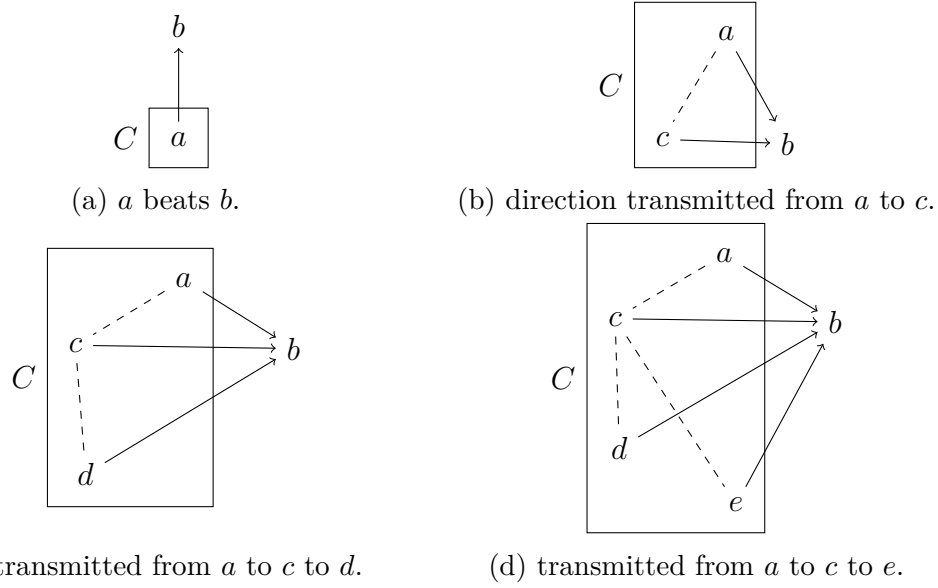 b
C a
(a) a beats b.
a
C
c b
(b) direction transmitted from a to c.
a
c b
C
d
transmitted from a to c to d.
a
c b
C
d
e
(d) transmitted from a to c to e.